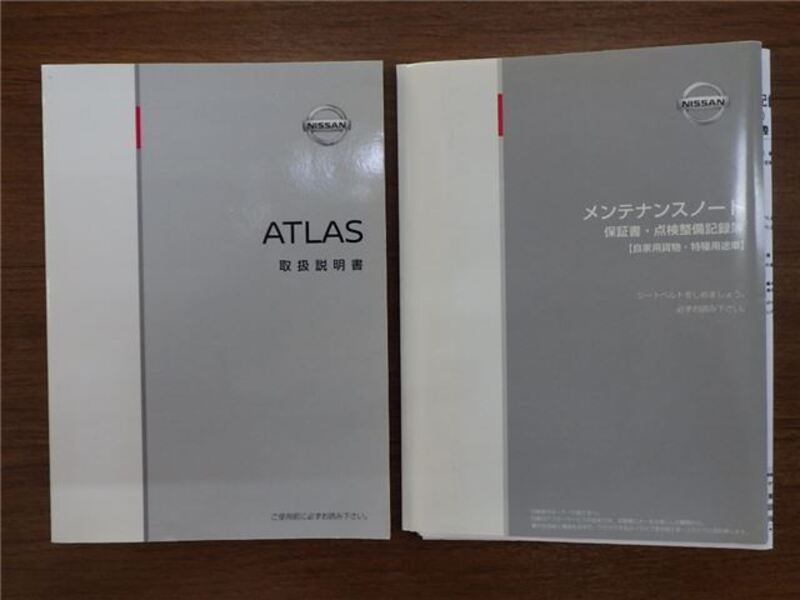 NISSAN
ATLAS
取扱説明書
ご使用前に必ずお読み下さい。
NISSAN
メンテナンスノート
保証書・点検整備記録簿
【自家用貨物・特種用途車】
シートベルトをしめましょう。
必ずお読み下さい。